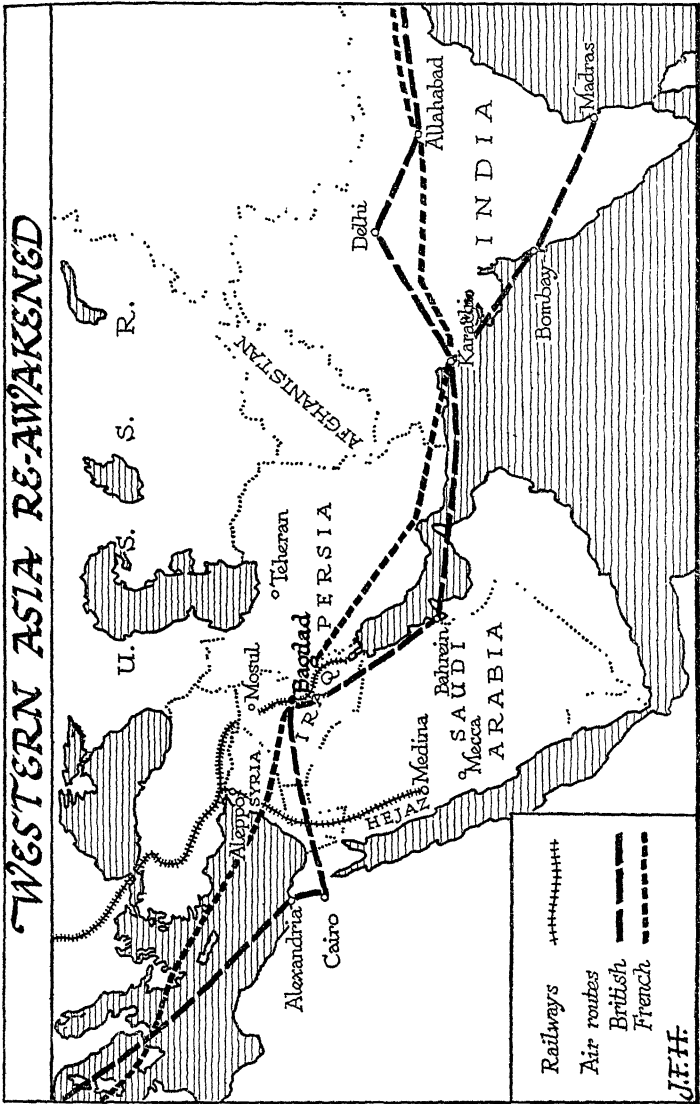 WESTERN ASIA RE-AWAKENED
U. S. S. R.
AFGHANISTAN
Teheran
Mosul
PERSIA
Bagdad
IRAQ
SYRIA
Aleppo
Delhi
Allahabad
Alexandria
Cairo
Karachi
INDIA
Bahrein
HEJAZ
Medina
SAUDI
Mecca
ARABIA
Bombay
Madras
Railways
Air routes
British
French
J.F.H.